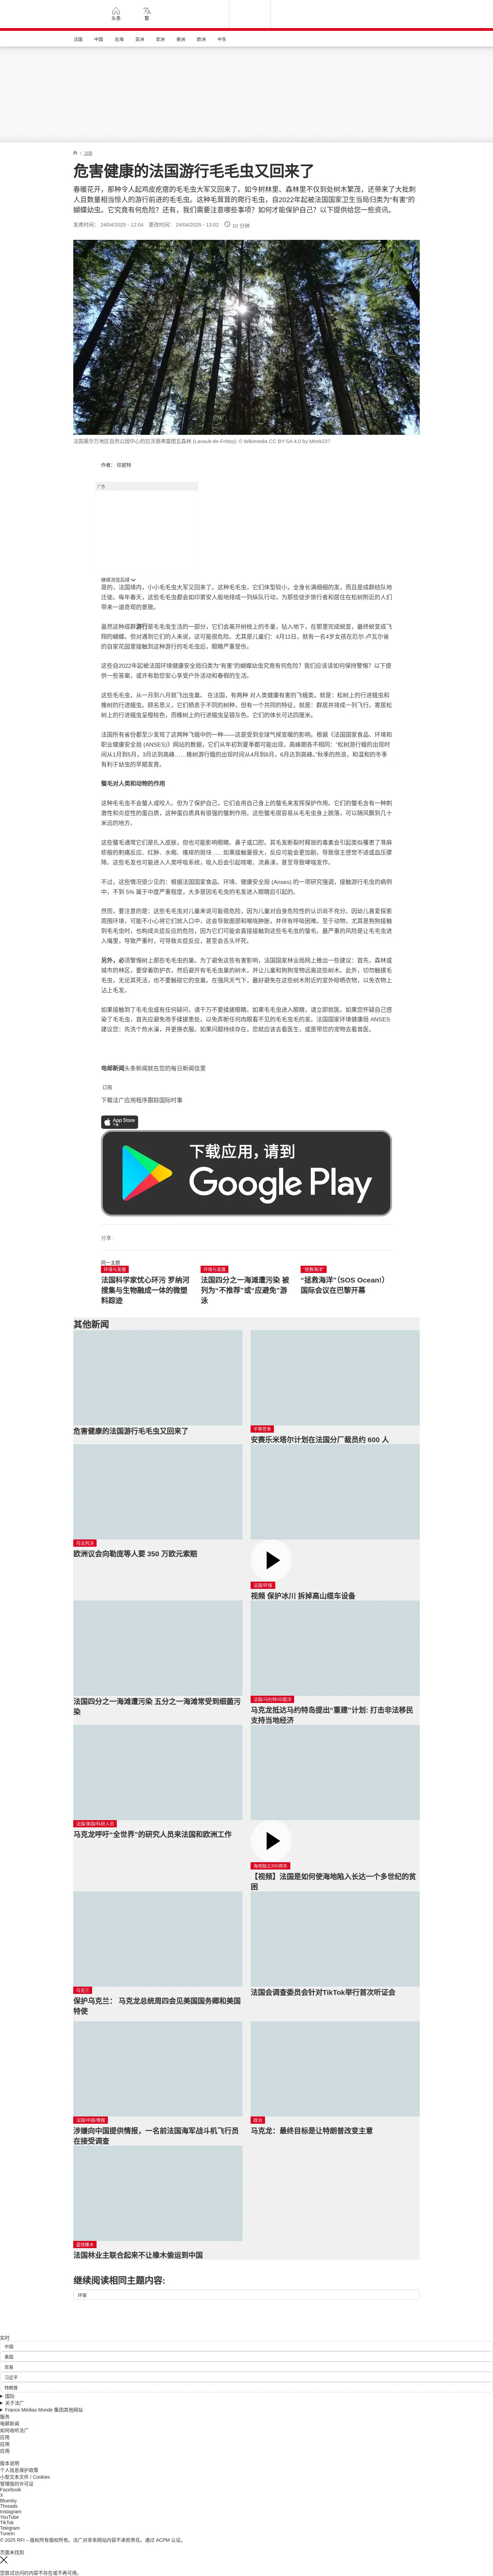 头条
繁
法国
中国
台海
亚洲
非洲
美洲
欧洲
中东
法国
危害健康的法国游行毛毛虫又回来了
春暖花开，那种令人起鸡皮疙瘩的毛毛虫大军又回来了。如今树林里、森林里不仅到处树木繁茂，还带来了大批刺
人且数量相当惊人的游行前进的毛毛虫。这种毛茸茸的爬行毛虫，自2022年起被法国国家卫生当局归类为“有害”的
蝴蝶幼虫。它究竟有何危险？还有，我们需要注意哪些事项？如何才能保护自己？以下提供给您一些资讯。
发表时间： 24/04/2025 - 12:04 更改时间： 24/04/2025 - 13:02 10 分钟
法国莫尔万地区自然公园中心的拉沃德弗雷图瓦森林 (Lavault-de-Frétoy) © Wikimedia CC BY-SA 4.0 by Mirek237
作者： 珍妮特
广告
继续浏览后续
是的，法国境内，小小毛毛虫大军又回来了。这种毛毛虫，它们体型较小，全身长满细细的发，而且是成群结队地
迁徙。每年春天，这些毛毛虫都会如印第安人般地排成一列纵队行动，为那些徒步旅行者和居住在松树附近的人们
带来一道奇观的景致。
虽然这种成群游行是毛毛虫生活的一部分，它们会离开树枝上的冬巢，钻入地下，在那里完成蜕变，最终蜕变成飞
翔的蝴蝶。但对遇到它们的人来说，这可能很危险。尤其是儿童们：4月11日，就有一名4岁女孩在厄尔-卢瓦尔省
的自家花园里接触到这种游行的毛毛虫后，眼睛严重受伤。
这些自2022年起被法国环境健康安全局归类为“有害”的蝴蝶幼虫究竟有何危险？我们应该该如何保持警惕？以下提
供一些答案，或许有助您安心享受户外活动和春假的生活。
这些毛毛虫，从一月到八月就飞出虫巢。 在法国，有两种 对人类健康有害的飞蛾类，就是：松树上的行进蛾虫和
橡树的行进蛾虫。顾名思义，它们栖息于不同的树种，但有一个共同的特征，就是：群居并排成一列飞行，寄居松
树上的行进蛾虫呈橙棕色，而橡树上的行进蛾虫呈银灰色。它们的体长可达四厘米。
法国所有省份都至少发现了这两种飞蛾中的一种——这是受到全球气候变暖的影响。根据《法国国家食品、环境和
职业健康安全局 (ANSES)》网站的数据，它们从年初到夏季都可能出现，高峰期各不相同：“松树游行蛾的出现时
间从1月到5月，3月达到高峰……橡树游行蛾的出现时间从4月到8月，6月达到高峰。”秋季的热浪，和温和的冬季
有利于幼虫的早期发育。
螫毛对人类和动物的作用
这种毛毛虫不会螫人或咬人。但为了保护自己，它们会用自己身上的螫毛来发挥保护作用。它们的螫毛含有一种刺
激性和炎症性的蛋白质，这种蛋白质具有很强的螫刺作用。这些螫毛很容易从毛毛虫身上脱落，可以随风飘到几十
米远的地方。
这些螫毛通常它们是扎入皮肤，但也可能影响眼睛、鼻子或口腔。其毛发断裂时释放的毒素会引起类似罹患了荨麻
疹般的刺痛反应、红肿、水疱、瘙痒的斑块……如果接触量很大，反应可能会更加剧，导致宿主感觉不适或血压骤
降。这些毛发也可能进入人类呼吸系统，吸入后会引起咳嗽、流鼻涕，甚至导致哮喘发作。
不过，这些情况很少见的：根据法国国家食品、环境、健康安全局 (Anses) 的一项研究强调，接触游行毛虫的病例
中，不到 5% 属于中度严重程度，大多是因毛毛虫的毛发进入眼睛后引起的。
然而，要注意的是：这些毛毛虫对儿童来说可能很危险，因为儿童对自身危险性的认识尚不充分。因幼儿喜爱探索
周围环境，可能不小心将它们放入口中，这会导致面部和喉咙肿胀，并伴有呼吸困难。至于动物，尤其是狗狗接触
到毛毛虫时，也构成炎症反应的危险，因为它们可能会直接接触到这些毛毛虫的螫毛。最严重的风险是让毛毛虫进
入嘴里，导致严重时，可导致炎症反应，甚至会舌头坏死。
另外，必须警惕树上那些毛毛虫的巢。为了避免这些有害影响，法国国家林业局网上推出一些建议：首先，森林或
城市的林区，要穿着防护衣，然后避开有毛毛虫巢的树木，并让儿童和狗狗宠物远离这些树木。此外，切勿触摸毛
毛虫，无论其死活，也不要触碰它的虫巢。在强风天气下，最好避免在这些树木附近的室外晾晒衣物，以免衣物上
沾上毛发。
如果接触到了毛毛虫或有任何疑问，请千万不要揉搓眼睛。如果毛毛虫进入眼睛，请立即就医。如果您怀疑自己感
染了毛毛虫，首先应避免用手揉搓患处，以免弄断任何肉眼看不见的毛毛虫毛的发。法国国家环境健康局 ANSES
建议您：先洗个热水澡，并更换衣服。如果问题持续存在，您就应该去看医生，或是带您的宠物去看兽医。
电邮新闻头条新闻就在您的每日新闻信里
订阅
下载法广应用程序跟踪国际时事
App Store
下载
下载应用，请到
Google Play
分享 :
同一主题
环境与发展
法国科学家忧心环污 罗纳河
搜集与生物融成一体的微塑
料踪迹
环境与发展
法国四分之一海滩遭污染 被
列为“不推荐”或“应避免”游
泳
“拯救海洋”
“拯救海洋”（SOS Ocean!）
国际会议在巴黎开幕
其他新闻
危害健康的法国游行毛毛虫又回来了
安赛乐米塔尔计划在法国分厂裁员约 600 人
司法判决
欧洲议会向勒庞等人要 350 万欧元索赔
法国/环保
视频 保护冰川 拆掉高山缆车设备
法国四分之一海滩遭污染 五分之一海滩常受到细菌污
染
法国/马约特/印度洋
马克龙抵达马约特岛提出“重建”计划: 打击非法移民
支持当地经济
法国/美国/科研人员
马克龙呼吁“全世界”的研究人员来法国和欧洲工作
海地独立200周年
【视频】法国是如何使海地陷入长达一个多世纪的贫
困
马克兰
保护乌克兰： 马克龙总统周四会见美国国务卿和美国
特使
法国会调查委员会针对TikTok举行首次听证会
法国/中国/情报
涉嫌向中国提供情报，一名前法国海军战斗机飞行员
在接受调查
政治
马克龙：最终目标是让特朗普改变主意
盗伐橡木
法国林业主联合起来不让橡木偷运到中国
继续阅读相同主题内容:
环保
实时
中国
美国
贸易
习近平
特朗普
国际
关于法广
France Médias Monde 集团其他网站
服务
电邮新闻
如何收听法广
应用
应用
应用
版本说明
个人信息保护政策
小型文本文件 / Cookies
管理我的许可证
Facebook
X
Bluesky
Threads
Instagram
YouTube
TikTok
Telegram
TuneIn
© 2025 RFI – 版权所有版权所有。法广对非本网站内容不承担责任。通过 ACPM 认证。
页面未找到
您尝试访问的内容不存在或不再可用。